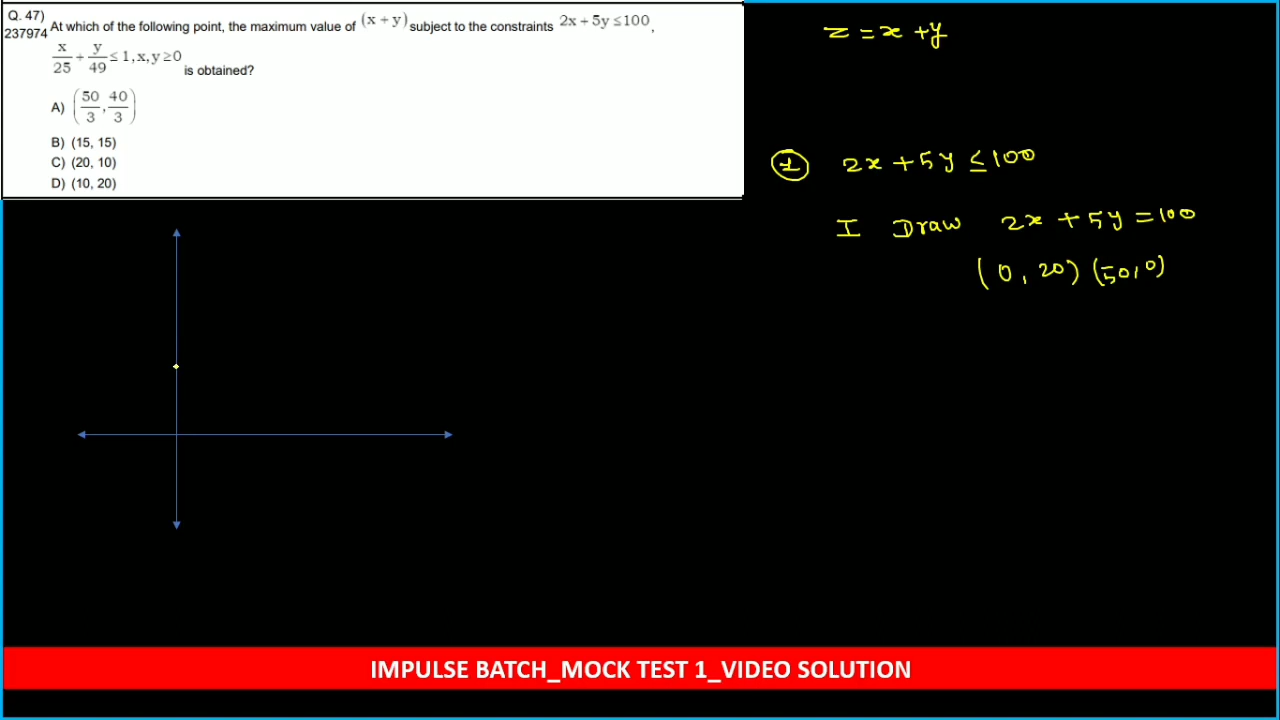 Q. 47)
237974 At which of the following point, the maximum value of (x + y) subject to the constraints 2x + 5y ≤ 100,
x/25 + y/49 ≤ 1, x, y ≥ 0 is obtained?
A) (50/3, 40/3)
B) (15, 15)
C) (20, 10)
D) (10, 20)
z = x + y
① 2x + 5y ≤ 100
I Draw 2x + 5y = 100
(0, 20) (50, 0)
IMPULSE BATCH_MOCK TEST 1_VIDEO SOLUTION